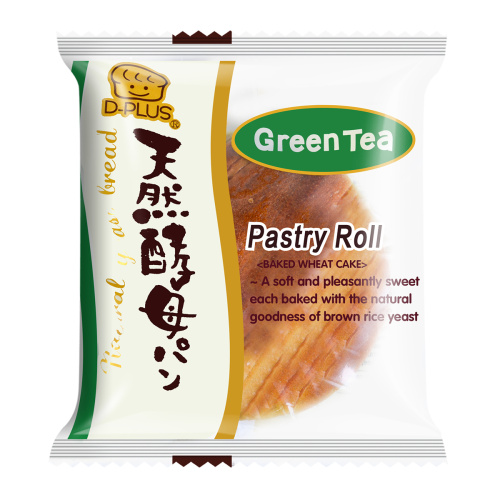 D-PLUS®
天然酵母パン
Natural y as bread
Green Tea
Pastry Roll
<BAKED WHEAT CAKE>
~ A soft and pleasantly sweet
each baked with the natural
goodness of brown rice yeast